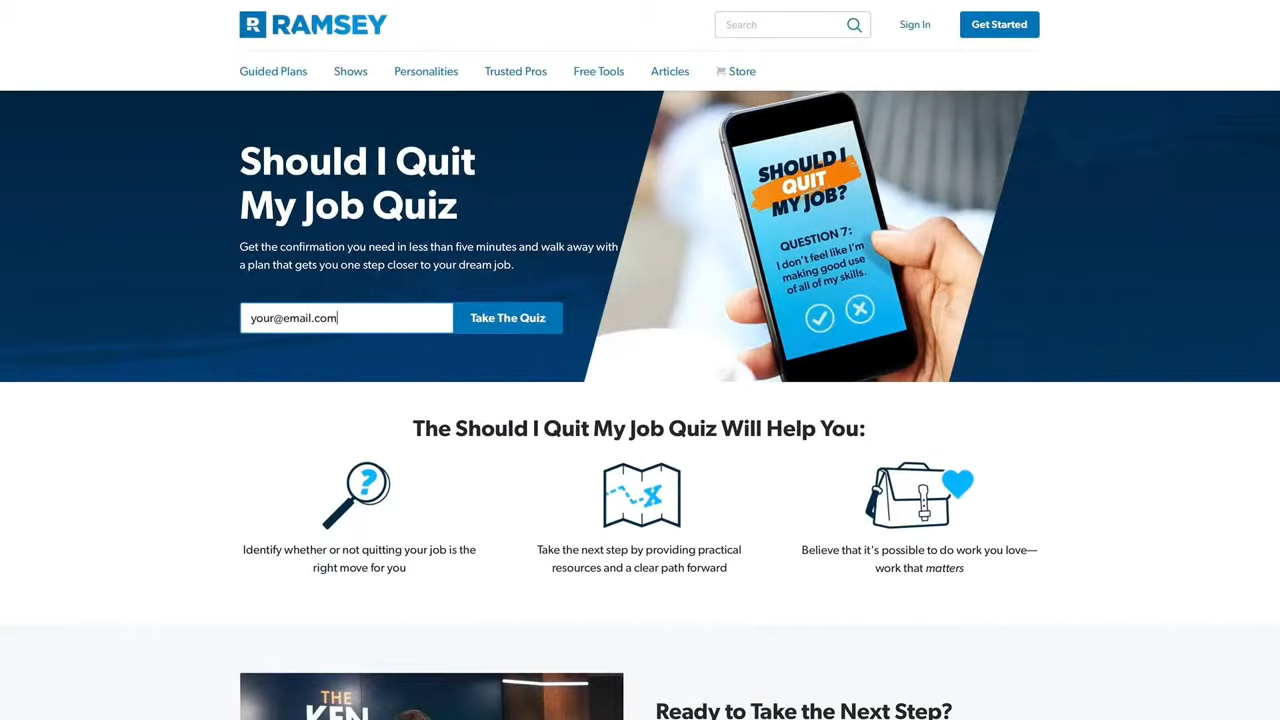 R RAMSEY
Search
Sign In
Get Started
Guided Plans
Shows
Personalities
Trusted Pros
Free Tools
Articles
Store
Should I Quit
My Job Quiz
Get the confirmation you need in less than five minutes and walk away with
a plan that gets you one step closer to your dream job.
your@email.com
Take The Quiz
SHOULD I
QUIT
MY JOB?
QUESTION 7:
I don't feel like I'm
making good use
of all of my skills.
The Should I Quit My Job Quiz Will Help You:
?
X
Identify whether or not quitting your job is the
right move for you
Take the next step by providing practical
resources and a clear path forward
Believe that it's possible to do work you love—
work that matters
THE
KEN
Ready to Take the Next Step?